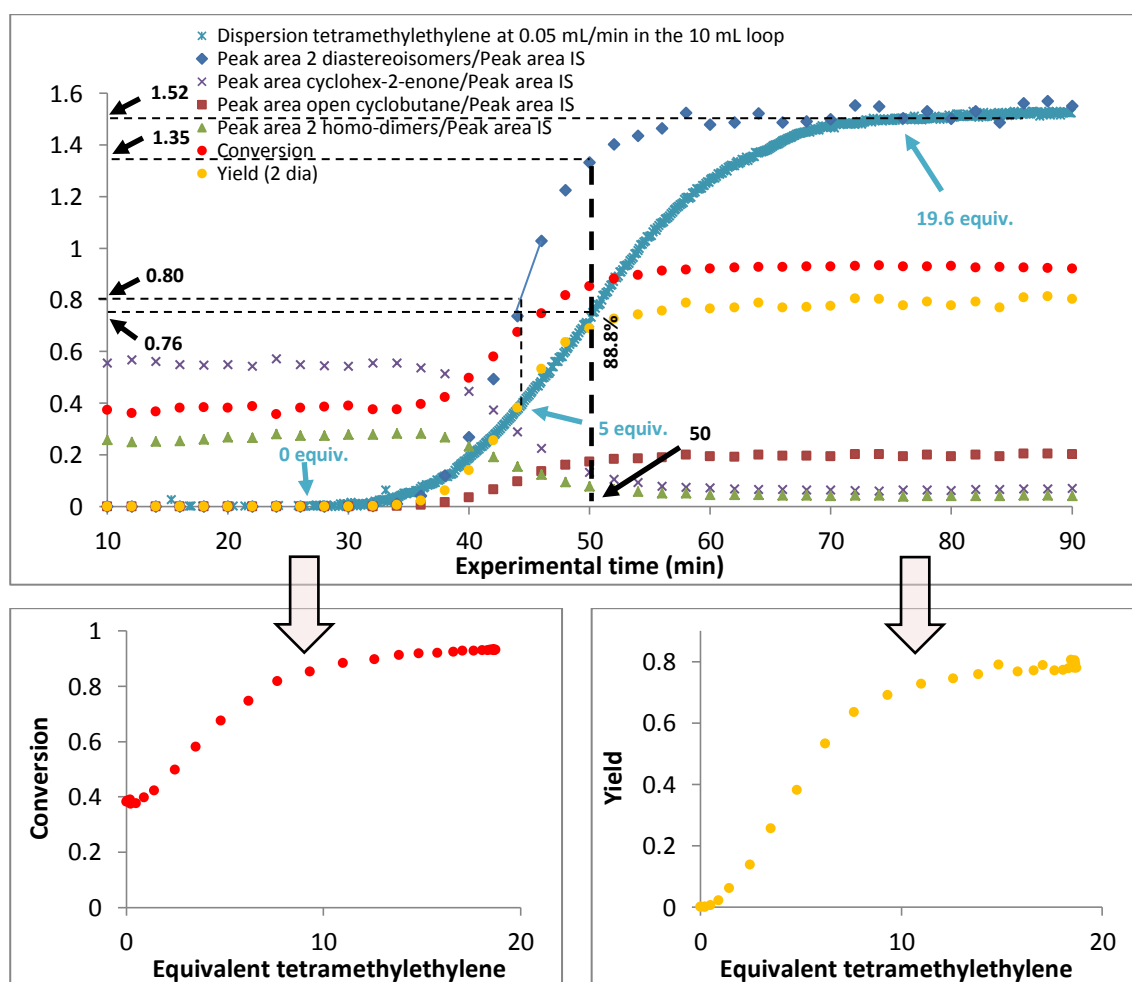 Dispersion tetramethylethylene at 0.05 mL/min in the 10 mL loop
Peak area 2 diastereoisomers/Peak area IS
Peak area cyclohex-2-enone/Peak area IS
Peak area open cyclobutane/Peak area IS
Peak area 2 homo-dimers/Peak area IS
Conversion
Yield (2 dia)
1.6
1.52
1.4
1.35
1.2
1
0.8
0.80
0.76
0.6
0.4
0.2
0
19.6 equiv.
88.8%
5 equiv.
50
0 equiv.
10 20 30 40 50 60 70 80 90
Experimental time (min)
1
0.8
0.6
0.4
0.2
0
Conversion
0 10 20
Equivalent tetramethylethylene
0.8
0.6
0.4
0.2
0
Yield
0 10 20
Equivalent tetramethylethylene